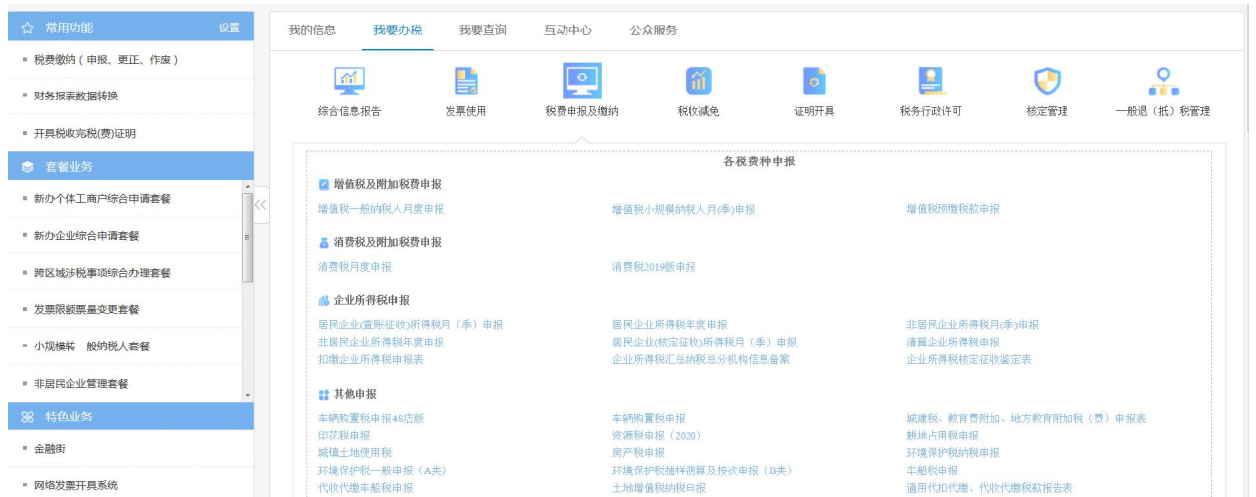 常用功能 设置
税费缴纳（申报、更正、作废）
财务报表数据转换
开具税收完税(费)证明
套餐业务
新办个体工商户综合申请套餐
新办企业综合申请套餐
跨区域涉税事项综合办理套餐
发票限额票量变更套餐
小规模转 般纳税人套餐
非居民企业管理套餐
特色业务
金融街
网络发票开具系统
我的信息 我要办税 我要查询 互动中心 公众服务
综合信息报告 发票使用 税费申报及缴纳 税收减免 证明开具 税务行政许可 核定管理 一般退（抵）税管理
各税费种申报
增值税及附加税费申报
增值税一般纳税人月度申报 增值税小规模纳税人月(季)申报 增值税预缴税款申报
消费税及附加税费申报
消费税月度申报 消费税2019版申报
企业所得税申报
居民企业(查账征收)所得税月（季）申报 居民企业所得税年度申报 非居民企业所得税月(季)申报
非居民企业所得税年度申报 居民企业(核定征收)所得税月（季）申报 清算企业所得税申报
扣缴企业所得税申报表 企业所得税汇总纳税总分机构信息备案 企业所得税核定征收鉴定表
其他申报
车辆购置税申报4S店版 车辆购置税申报 城建税、教育费附加、地方教育附加税（费）申报表
印花税申报 资源税申报（2020） 耕地占用税申报
城镇土地使用税 房产税申报 环境保护税纳税申报
环境保护税一般申报（A类） 环境保护税抽样测算及按次申报（B类） 车船税申报
代收代缴车船税申报 土地增值税纳税日报 通用代扣代缴、代收代缴税款报告表